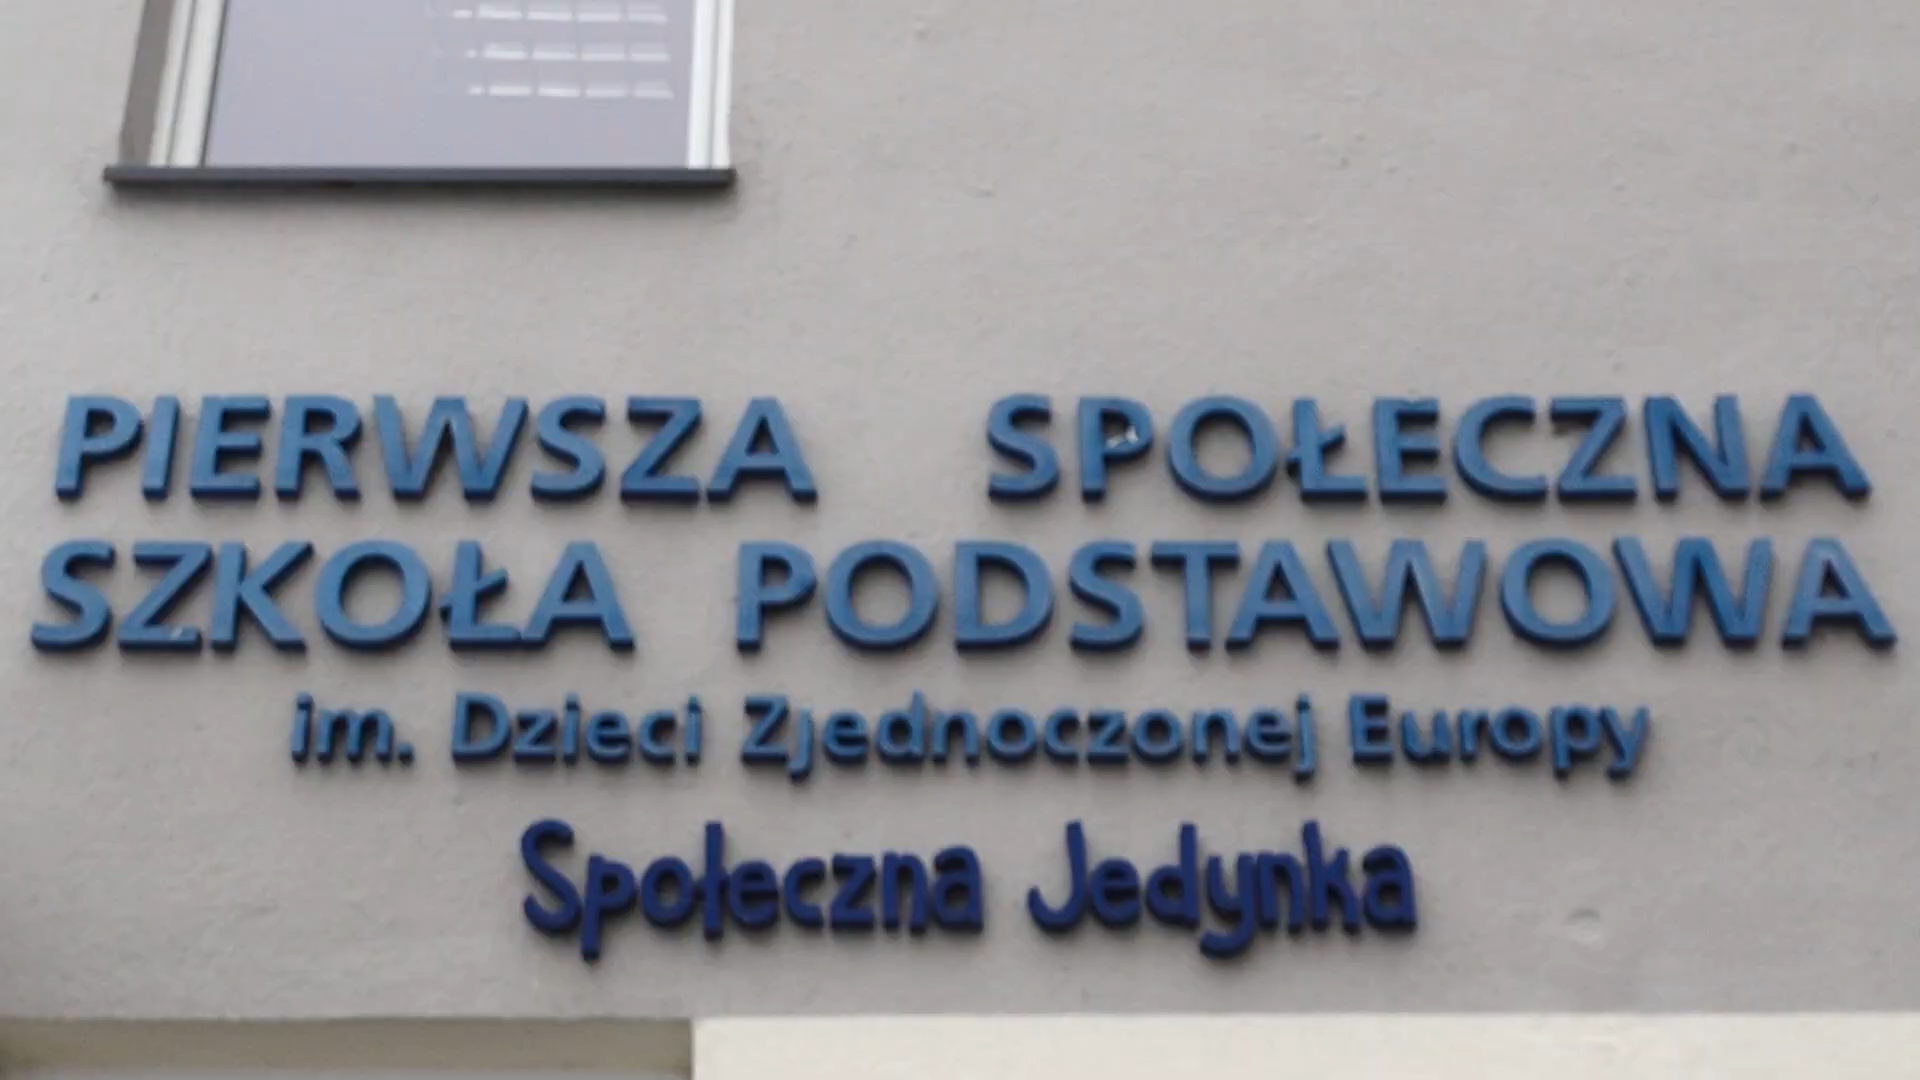 PIERWSZA SPOŁECZNA
SZKOŁA PODSTAWOWA
im. Dzieci Zjednoczonej Europy
Społeczna Jedynka